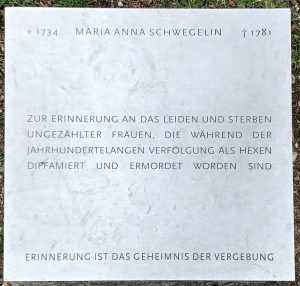 * 1734 MARIA ANNA SCHWEGELIN † 1781
ZUR ERINNERUNG AN DAS LEIDEN UND STERBEN
UNGEZÄHLTER FRAUEN, DIE WÄHREND DER
JAHRHUNDERTELANGEN VERFOLGUNG ALS HEXEN
DIFFAMIERT UND ERMORDET WORDEN SIND
ERINNERUNG IST DAS GEHEIMNIS DER VERGEBUNG